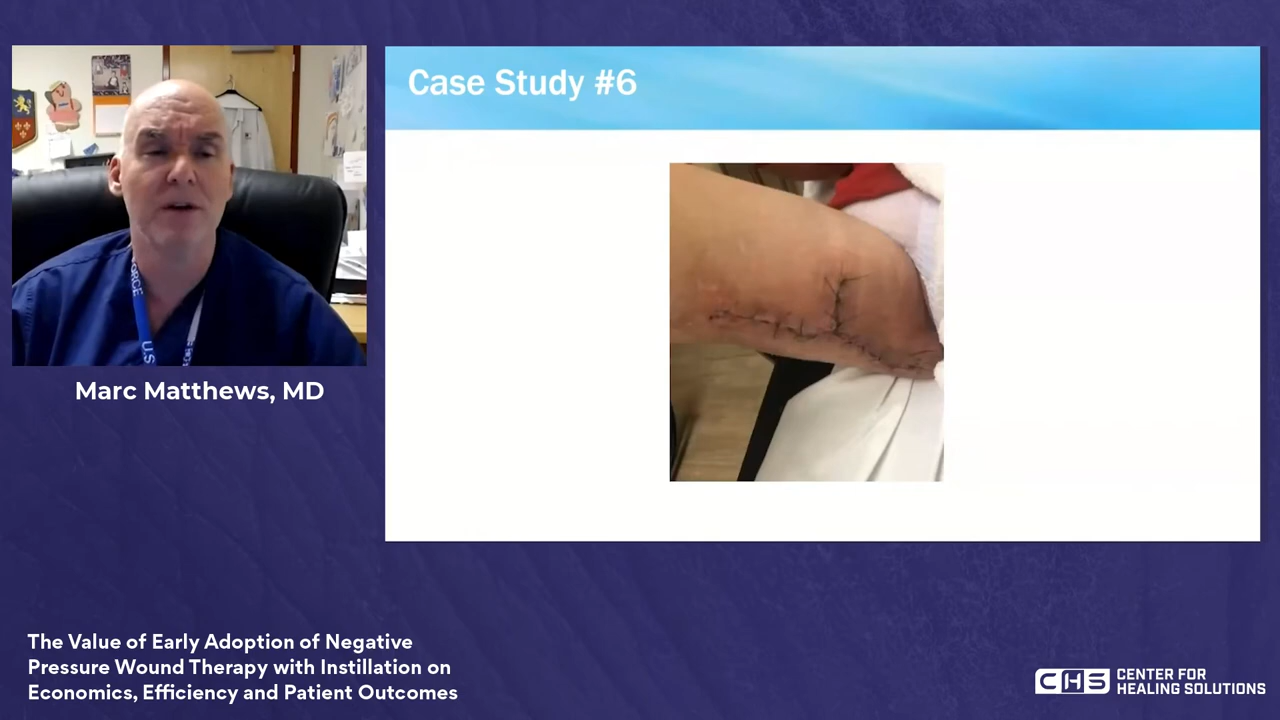 Case Study #6
ORCE
U.S
Marc Matthews, MD
The Value of Early Adoption of Negative
Pressure Wound Therapy with Instillation on
Economics, Efficiency and Patient Outcomes
CHS CENTER FOR
HEALING SOLUTIONS